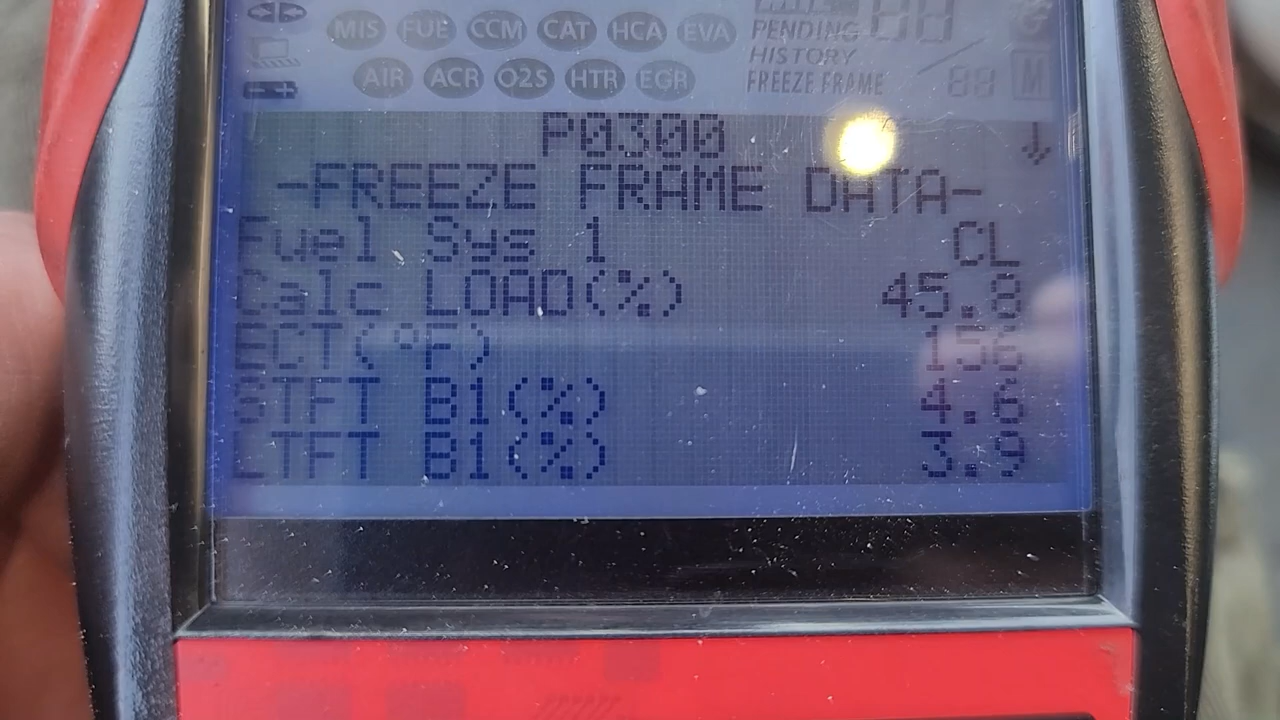 MIS FUE CCM CAT HCA EVA
PENDING
HISTORY
AIR ACR O2S HTR EGR
FREEZE FRAME
M
P0300
-FREEZE FRAME DATA-
Fuel Sys 1 CL
Calc LOAD(%) 45.8
ECT(°F) 156
STFT B1(%) 4.6
LTFT B1(%) 3.9